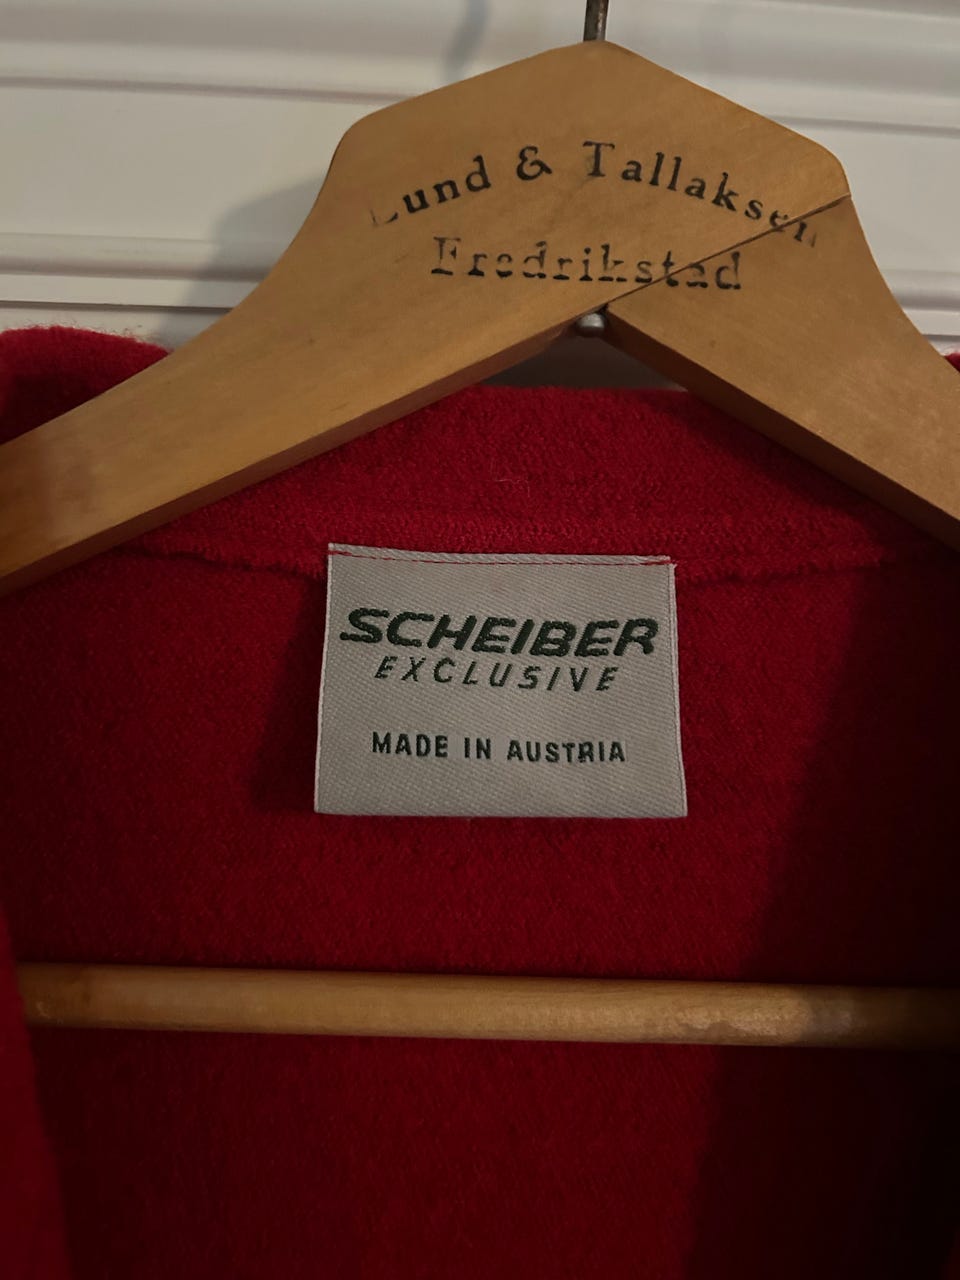 Lund & Tallaksen
Fredrikstad
SCHEIBER
EXCLUSIVE
MADE IN AUSTRIA